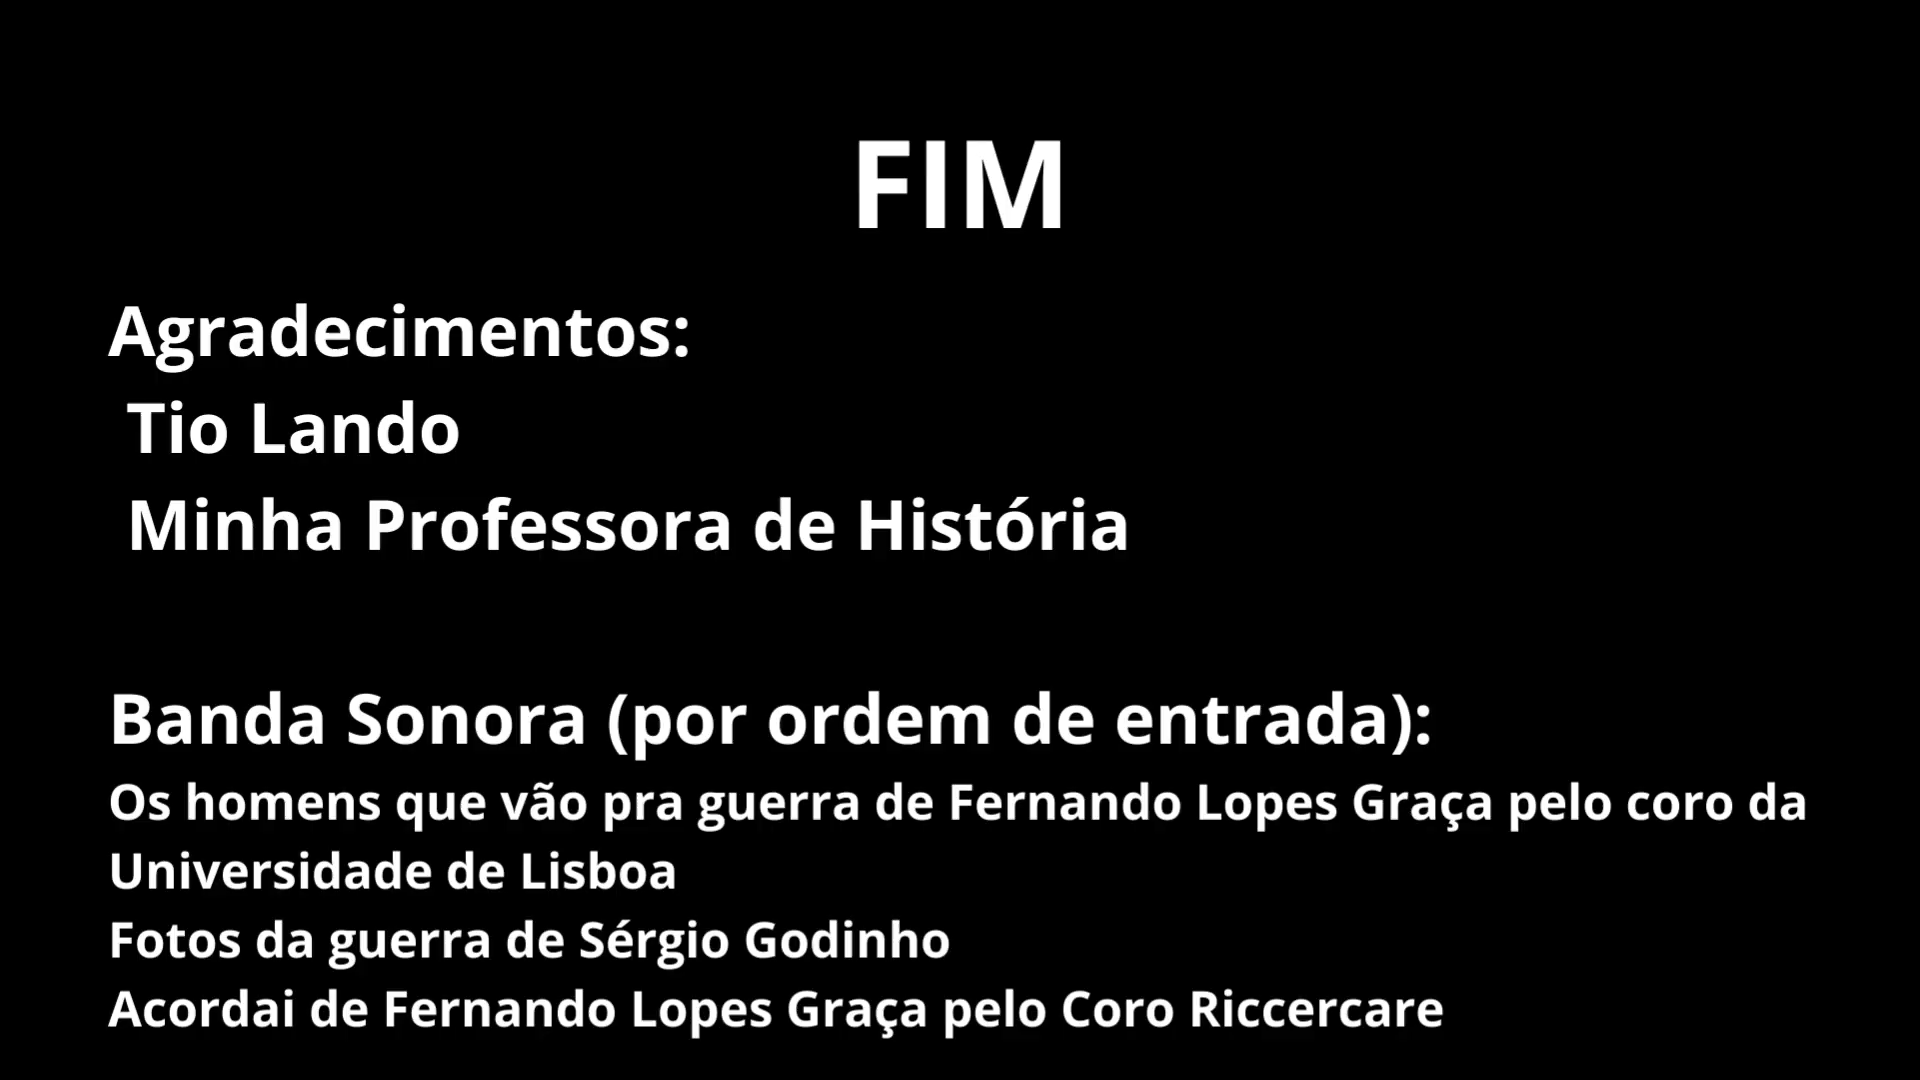 FIM
Agradecimentos:
Tio Lando
Minha Professora de História
Banda Sonora (por ordem de entrada):
Os homens que vão pra guerra de Fernando Lopes Graça pelo coro da
Universidade de Lisboa
Fotos da guerra de Sérgio Godinho
Acordai de Fernando Lopes Graça pelo Coro Riccercare